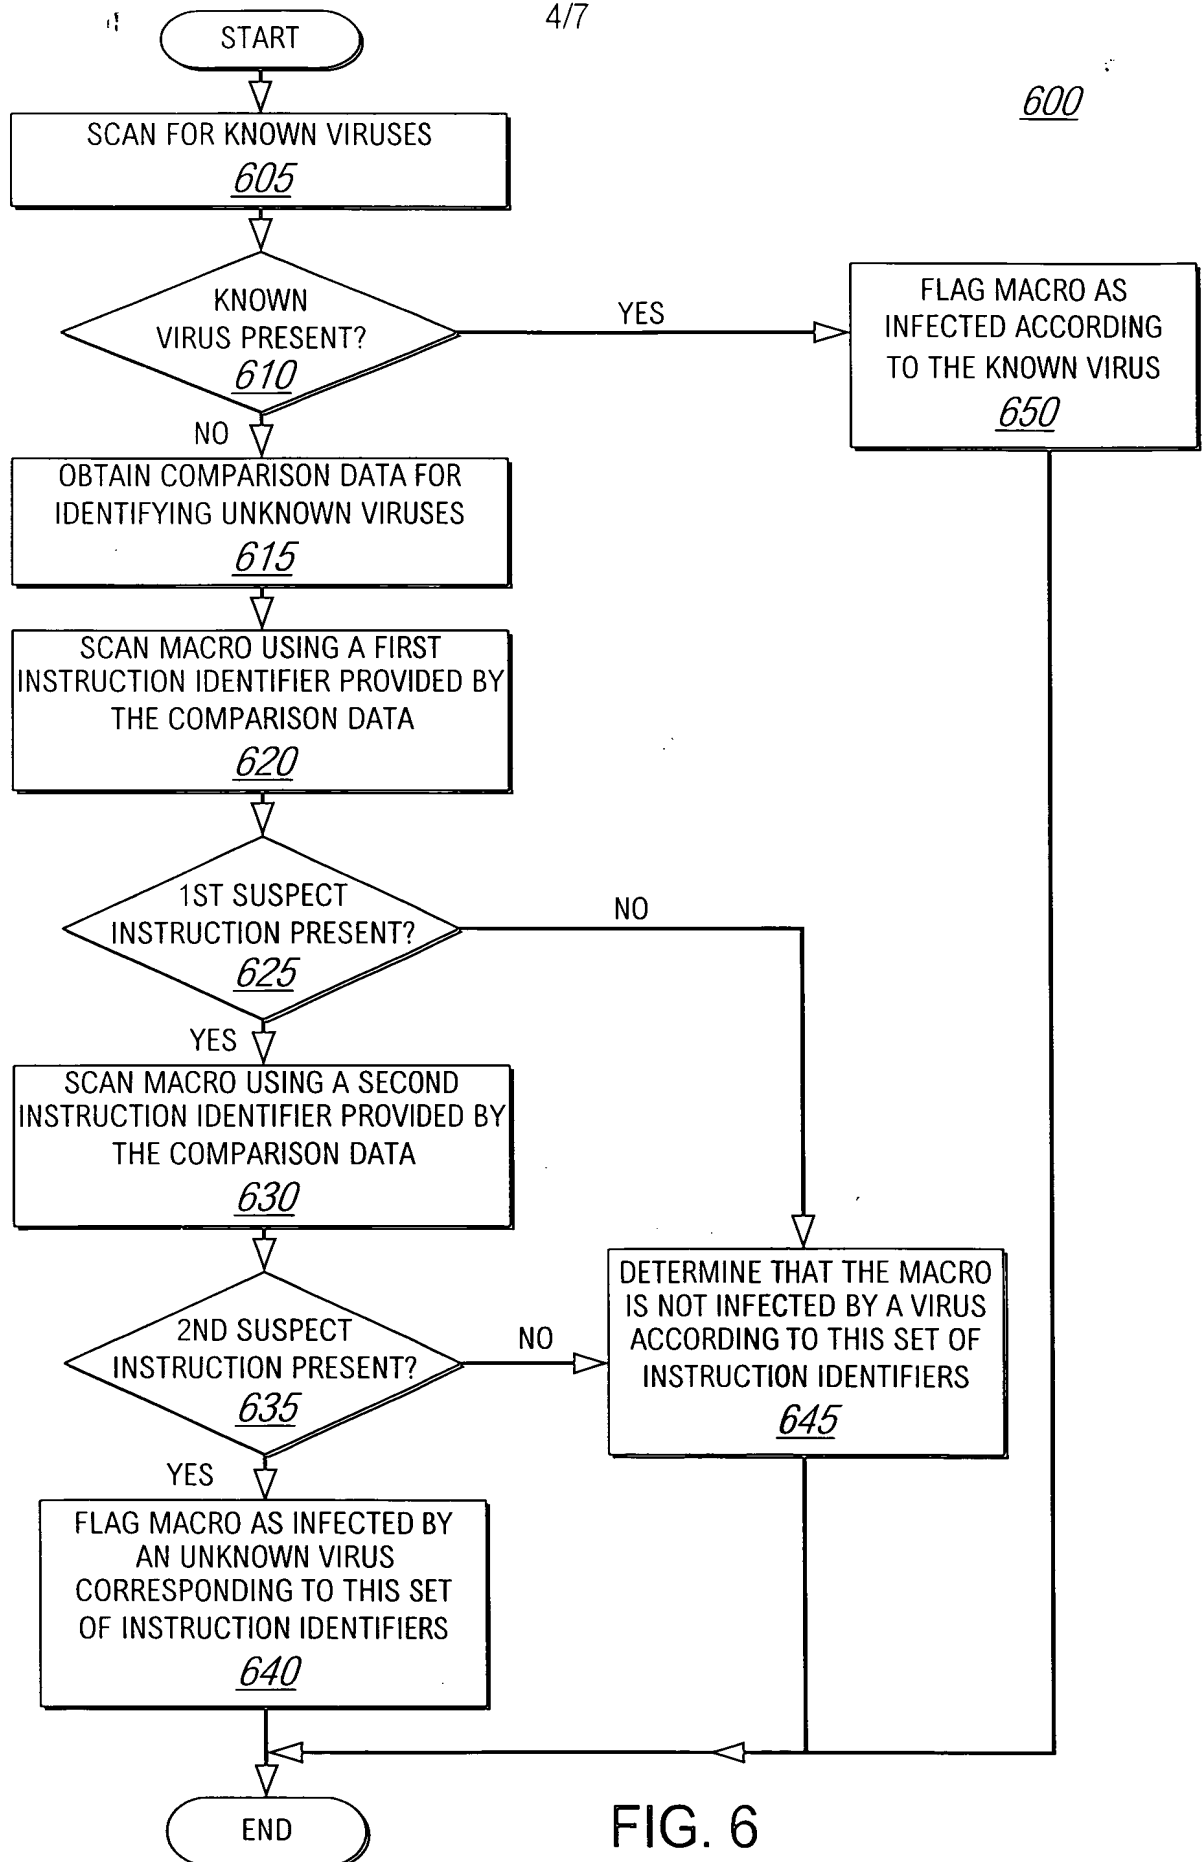 4/7
START
600
SCAN FOR KNOWN VIRUSES
605
KNOWN
VIRUS PRESENT?
610
YES
FLAG MACRO AS
INFECTED ACCORDING
TO THE KNOWN VIRUS
650
NO
OBTAIN COMPARISON DATA FOR
IDENTIFYING UNKNOWN VIRUSES
615
SCAN MACRO USING A FIRST
INSTRUCTION IDENTIFIER PROVIDED BY
THE COMPARISON DATA
620
1ST SUSPECT
INSTRUCTION PRESENT?
625
NO
YES
SCAN MACRO USING A SECOND
INSTRUCTION IDENTIFIER PROVIDED BY
THE COMPARISON DATA
630
2ND SUSPECT
INSTRUCTION PRESENT?
635
NO
DETERMINE THAT THE MACRO
IS NOT INFECTED BY A VIRUS
ACCORDING TO THIS SET OF
INSTRUCTION IDENTIFIERS
645
YES
FLAG MACRO AS INFECTED BY
AN UNKNOWN VIRUS
CORRESPONDING TO THIS SET
OF INSTRUCTION IDENTIFIERS
640
END
FIG. 6